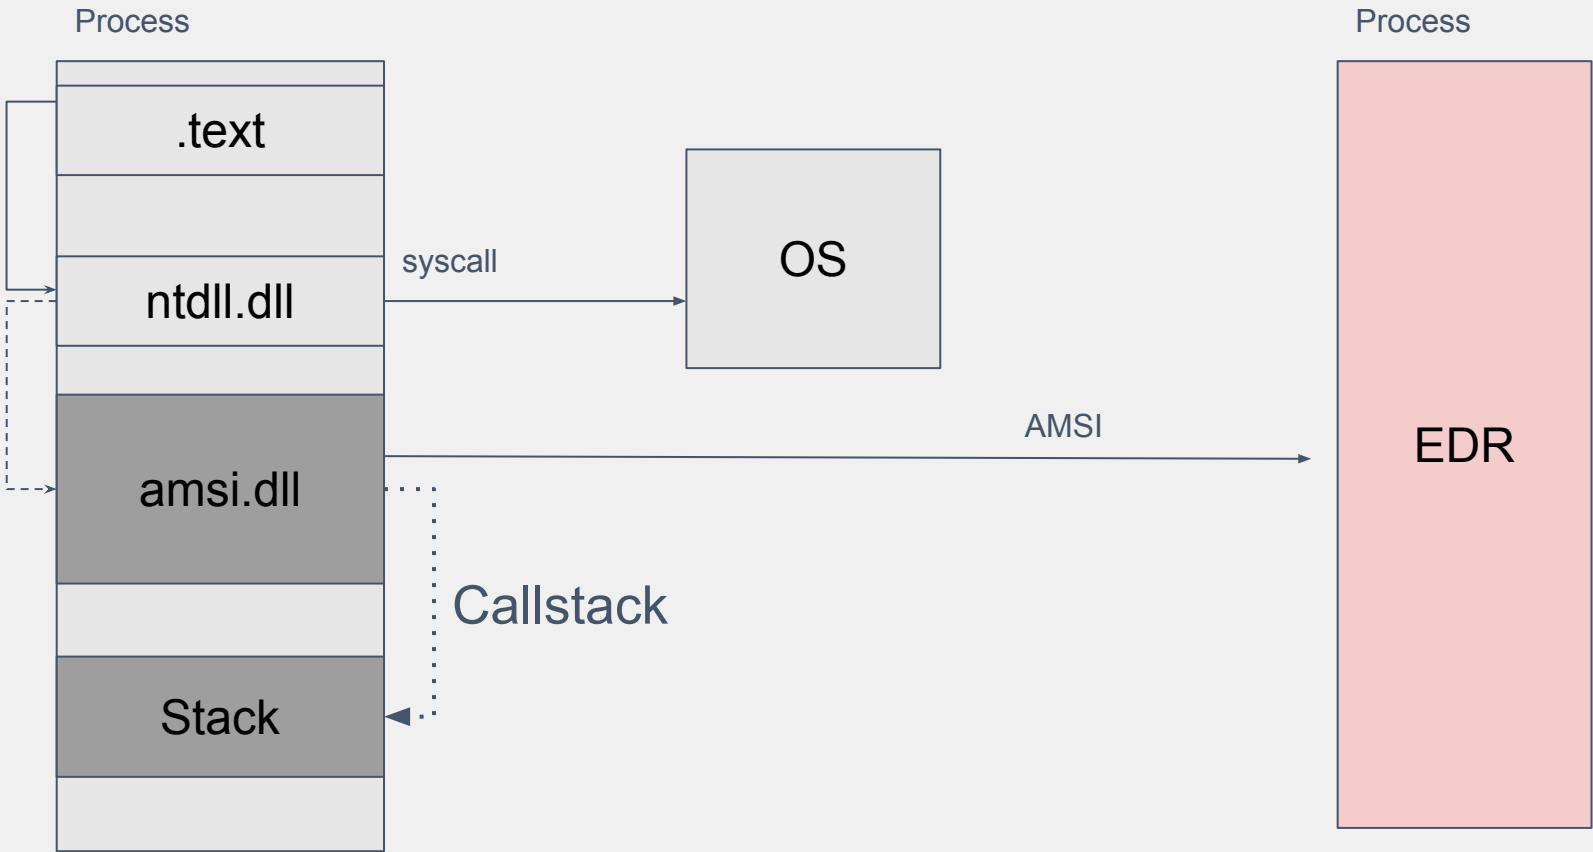 Process
Process
.text
syscall
OS
ntdll.dll
AMSI
EDR
amsi.dll
Callstack
Stack